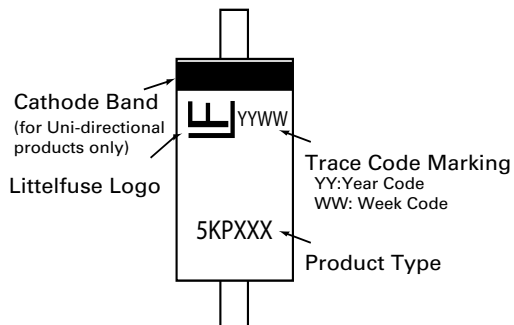 Cathode Band
(for Uni-directional
products only)
Littelfuse Logo
YYWW
Trace Code Marking
YY:Year Code
WW: Week Code
5KPXXX
Product Type